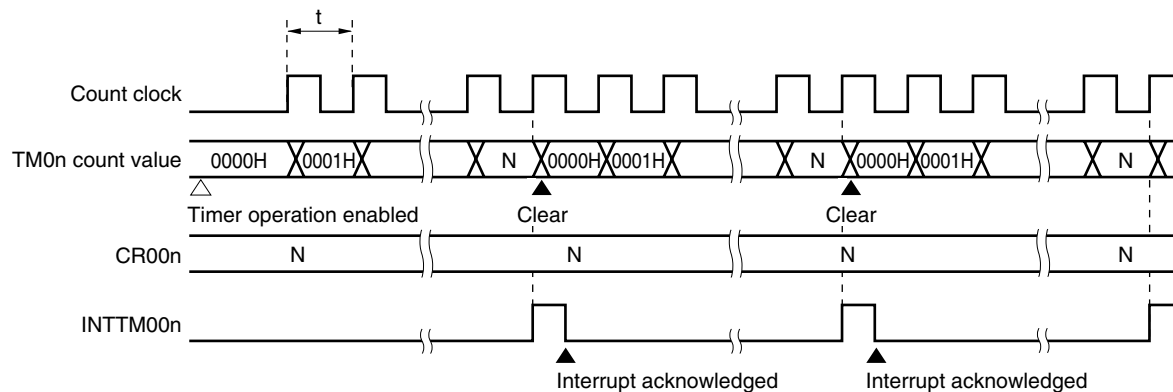 t
Count clock
TM0n count value 0000H 0001H N 0000H 0001H N 0000H 0001H N
Timer operation enabled Clear Clear
CR00n N N N N
INTTM00n
Interrupt acknowledged Interrupt acknowledged